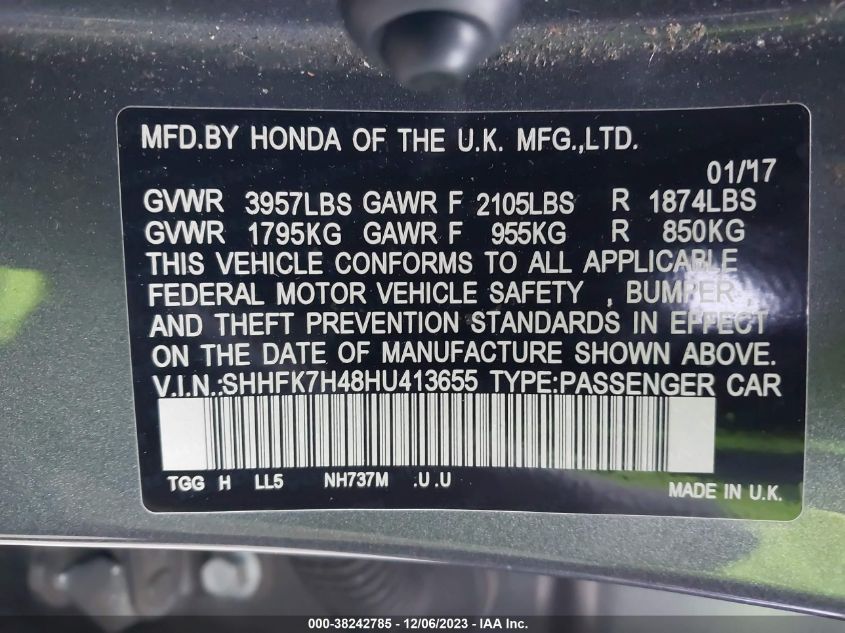 MFD.BY HONDA OF THE U.K. MFG.,LTD.
01/'17
GVWR 3957LBS GAWR F 2105LBS R 1874LBS
GVWR 1795KG GAWR F 955KG R 850KG
THIS VEHICLE CONFORMS TO ALL APPLICABLE
FEDERAL MOTOR VEHICLE SAFETY , BUMPER ,
AND THEFT PREVENTION STANDARDS IN EFFECT
ON THE DATE OF MANUFACTURE SHOWN ABOVE.
V.I.N.:SHHFK7H48HU413655 TYPE:PASSENGER CAR
TGG H LL5 NH737M .U .U
MADE IN U.K.
000-38242785 - 12/06/2023 - IAA Inc.